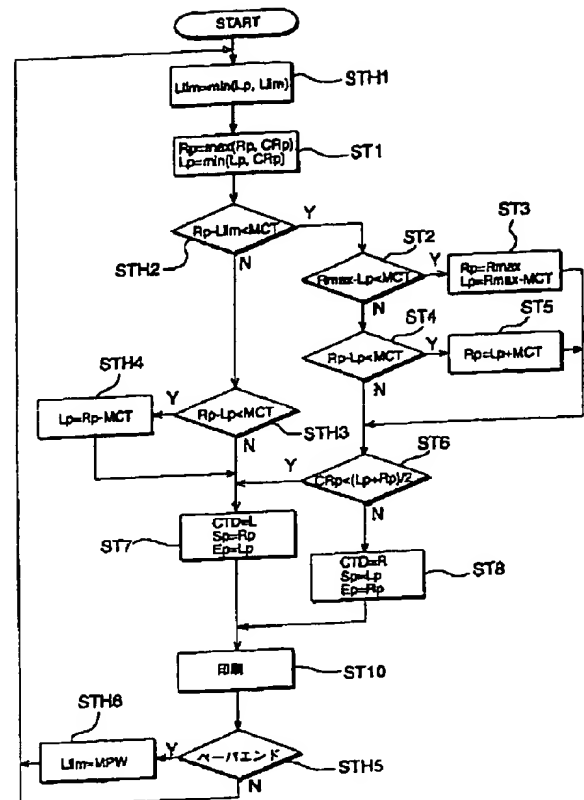 START
Llim=min(Lp, Llim)
STH1
Rp=max(Rp, CRp)
Lp=min(Lp, CRp)
ST1
Rp-Llim<MCT
Y
N
STH2
Rmax-Lp<MCT
Y
N
ST2
Rp=Rmax
Lp=Rmax-MCT
ST3
Rp-Lp<MCT
Y
N
ST4
Rp=Lp+MCT
ST5
STH4
Lp=Rp-MCT
Y
Rp-Lp<MCT
N
STH3
Y
CRp<(Lp+Rp)/2
N
ST6
CTD=L
Sp=Rp
Ep=Lp
ST7
CTD=R
Sp=Lp
Ep=Rp
ST8
印刷
ST10
STH6
Llim=MPW
Y
ペーパエンド
N
STH5